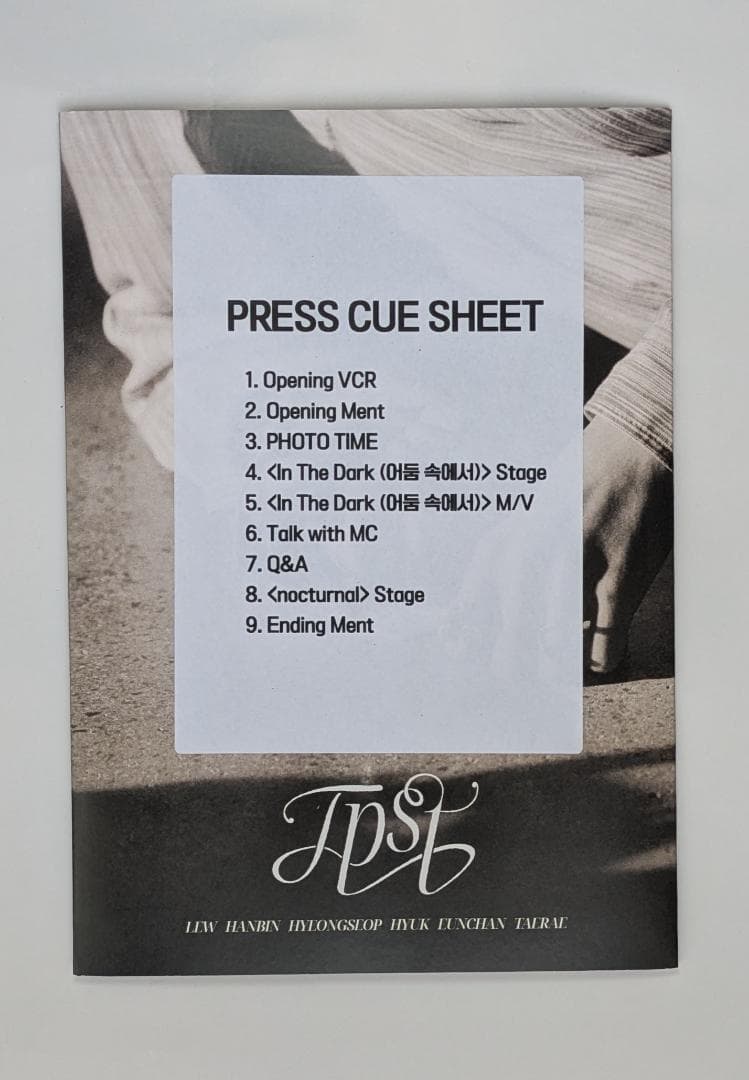 PRESS CUE SHEET
1. Opening VCR
2. Opening Ment
3. PHOTO TIME
4. <In The Dark (어둠 속에서)> Stage
5. <In The Dark (어둠 속에서)> M/V
6. Talk with MC
7. Q&A
8. <nocturnal> Stage
9. Ending Ment
Tpst
LEW HANBIN HYEONGSEOP HYUK EUNCHAN TAERAE